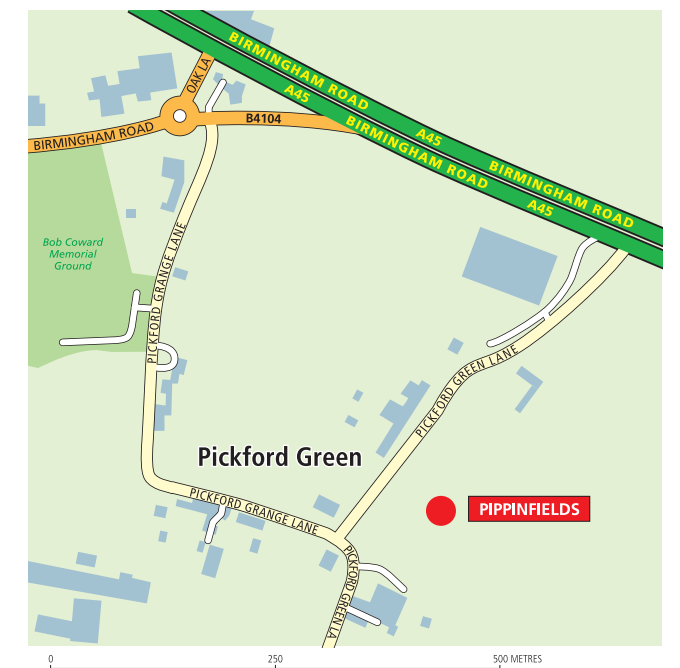 BIRMINGHAM ROAD
OAK LA
A45
A45
BIRMINGHAM ROAD
B4104
BIRMINGHAM ROAD
BIRMINGHAM ROAD
A45
PICKFORD GRANGE LANE
Bob Coward
Memorial
Ground
PICKFORD GREEN LANE
Pickford Green
PICKFORD GRANGE LANE
PIPPINFIELDS
PICKFORD GREEN LA
0 250 500 METRES